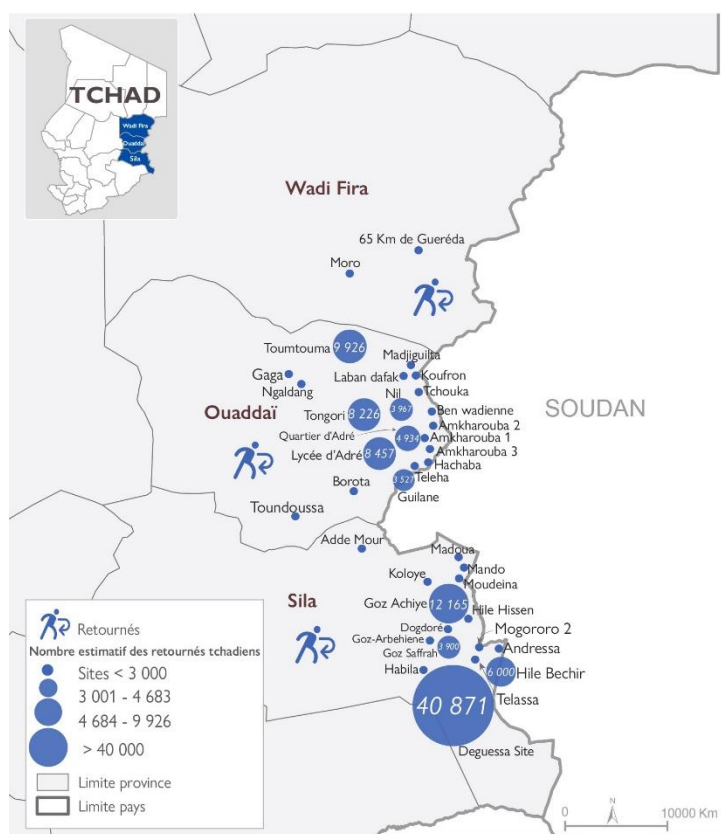 TCHAD
Wadi Fira
Ouaddai
Sila
Wadi Fira
65 Km de Gueréda
Moro
Toumtouma
9 926
Madjiguilta
Gaga
Laban dafak
Koufron
Ngaldang
Nil
Tchouka
3 967
Ouaddaï
Tongori
8 226
Ben wadienne
Amkharouba 2
SOUDAN
Quartier d'Adré
4 934
Amkharouba 1
Lycée d'Adré
8 457
Amkharouba 3
Hachaba
Teleha
3 527
Borota
Guilane
Toundoussa
Adde Mour
Madoua
Mando
Koloye
Moudeina
Sila
Goz Achiye
12 165
Hile Hissen
Dogdoré
Mogororo 2
Goz-Arbehiene
Goz Saffrah
3 900
Andressa
Habila
6 000
Hile Bechir
Telassa
40 871
Deguessa Site
Retournés
Nombre estimatif des retournés tchadiens
Sites < 3 000
3 001 - 4 683
4 684 - 9 926
> 40 000
Limite province
Limite pays
N
0 10000 Km